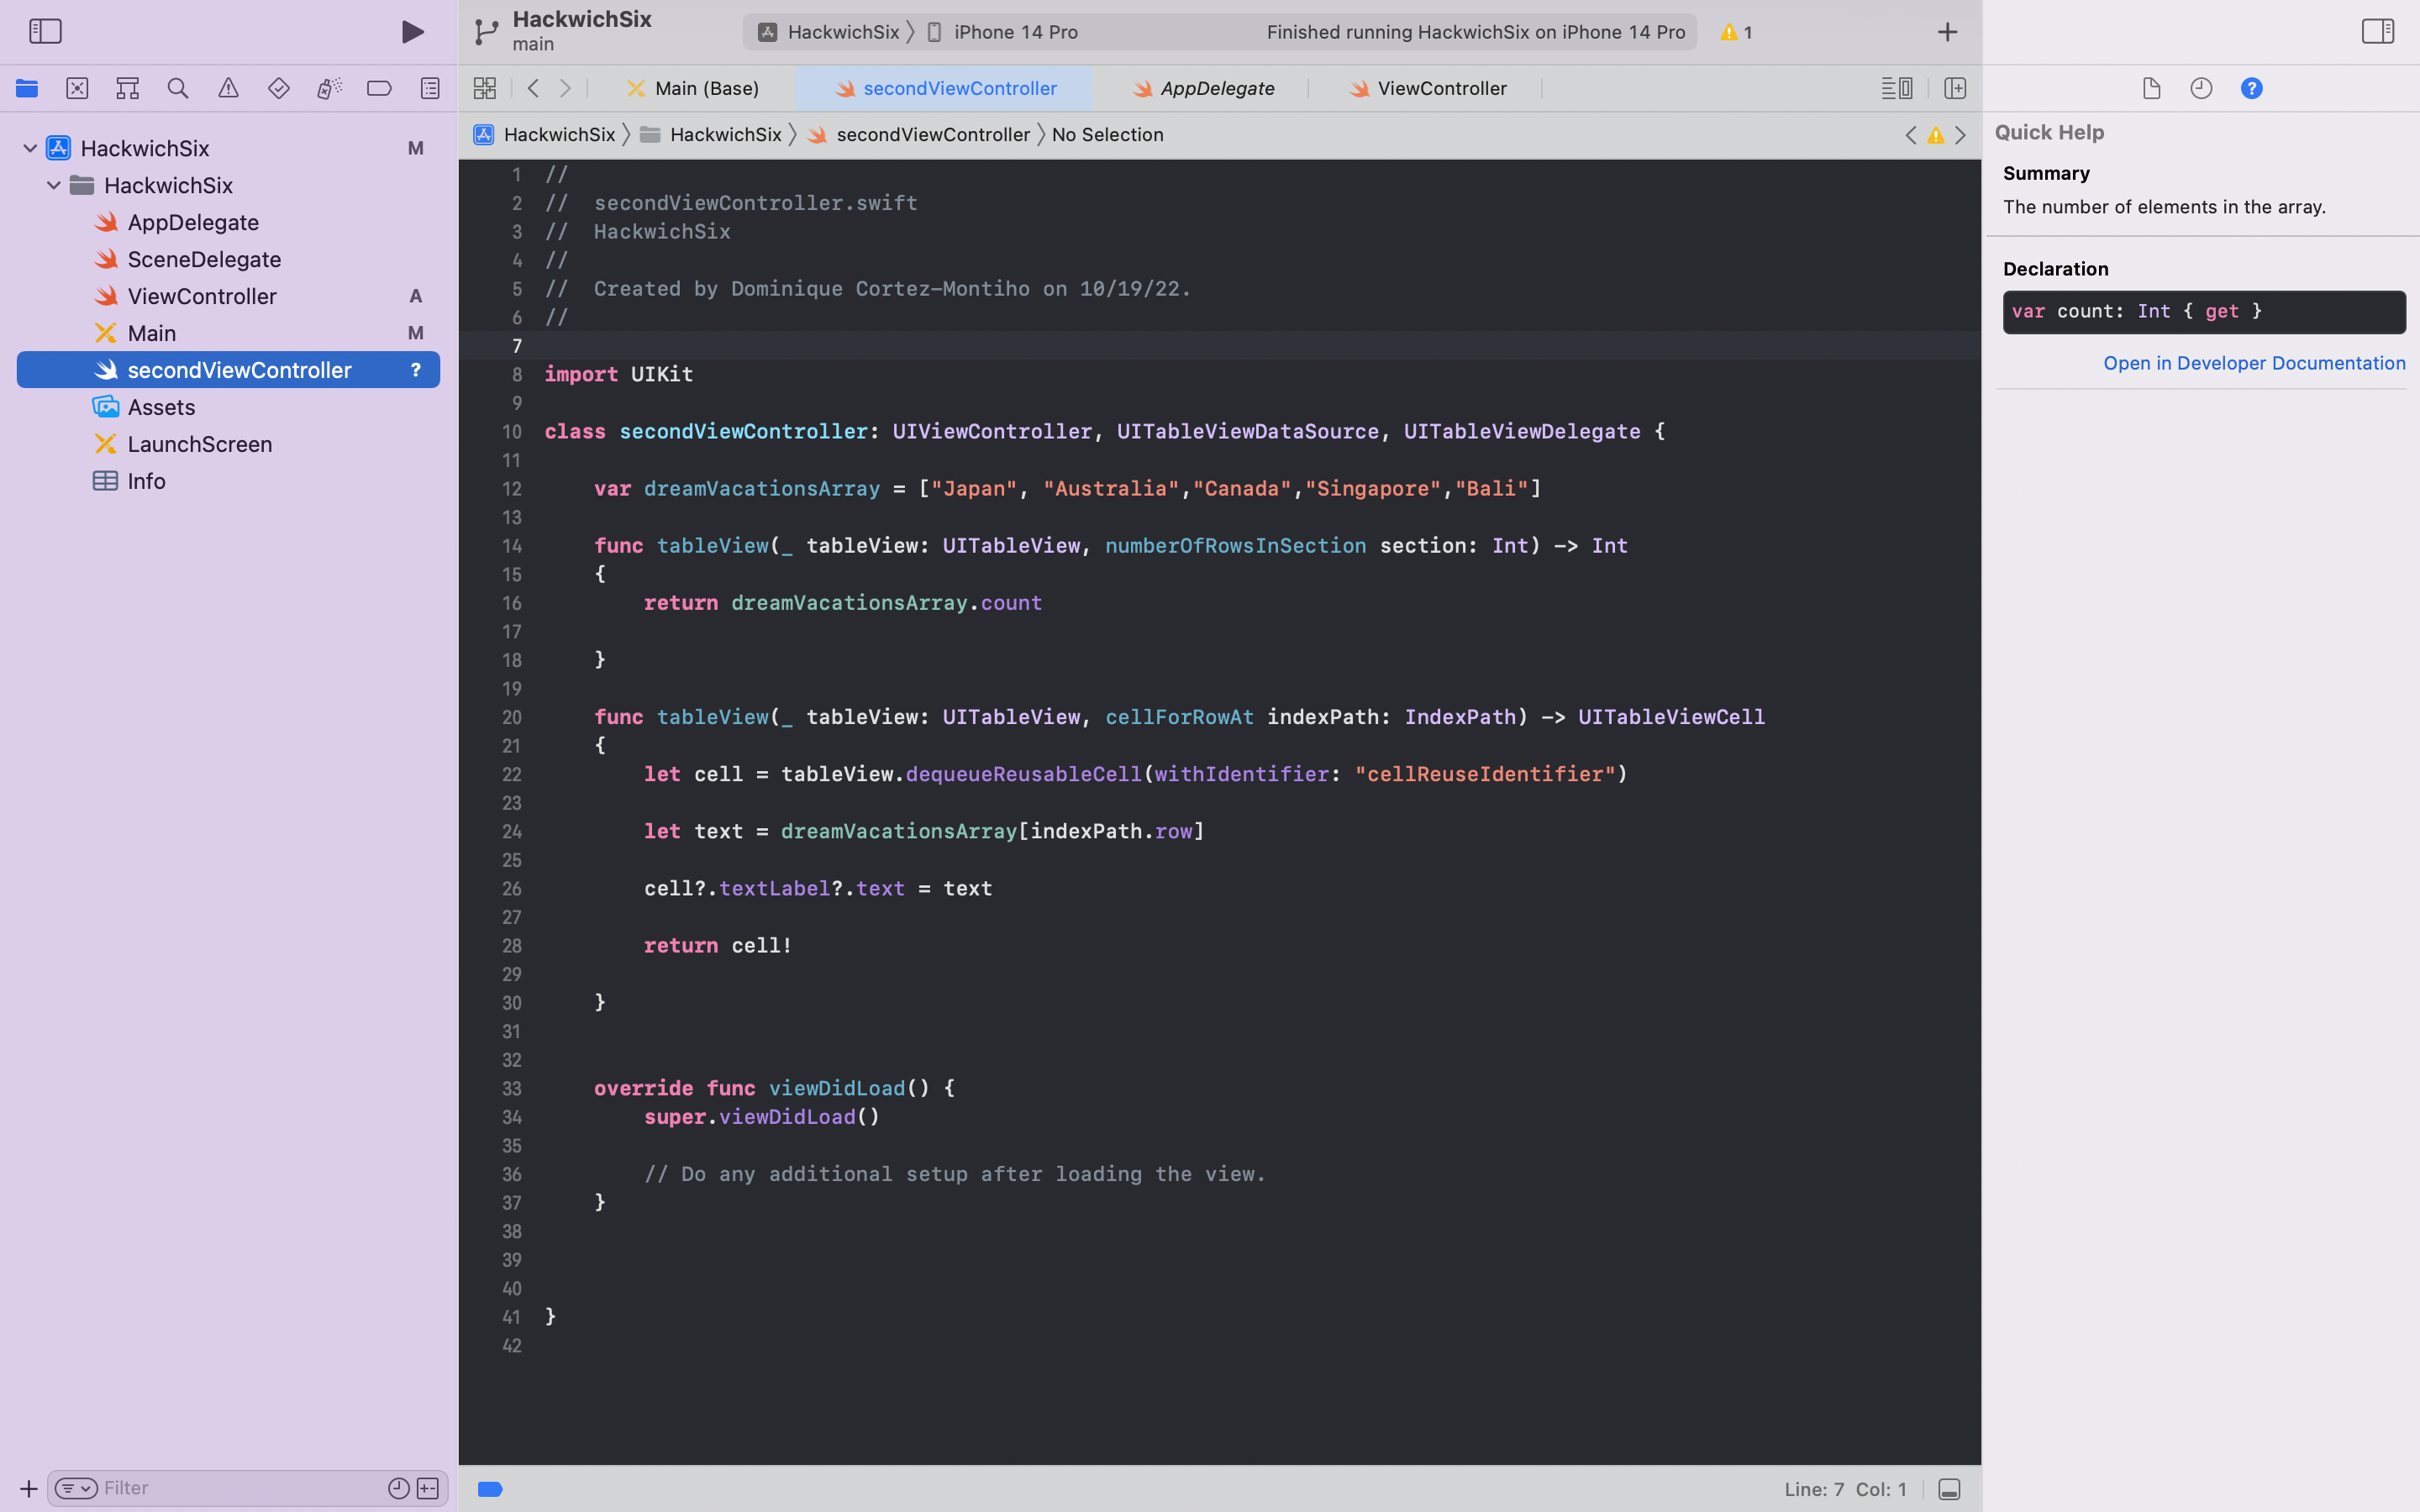 HackwichSix
main
HackwichSix
iPhone 14 Pro
Finished running HackwichSix on iPhone 14 Pro
1
Main (Base)
secondViewController
AppDelegate
ViewController
HackwichSix
HackwichSix
secondViewController
No Selection
HackwichSix M
HackwichSix
AppDelegate
SceneDelegate
ViewController A
Main M
secondViewController ?
Assets
LaunchScreen
Info
Filter
1 //
2 //  secondViewController.swift
3 //  HackwichSix
4 //
5 //  Created by Dominique Cortez-Montiho on 10/19/22.
6 //
7
8 import UIKit
9
10 class secondViewController: UIViewController, UITableViewDataSource, UITableViewDelegate {
11
12     var dreamVacationsArray = ["Japan", "Australia","Canada","Singapore","Bali"]
13
14     func tableView(_ tableView: UITableView, numberOfRowsInSection section: Int) -> Int
15     {
16         return dreamVacationsArray.count
17
18     }
19
20     func tableView(_ tableView: UITableView, cellForRowAt indexPath: IndexPath) -> UITableViewCell
21     {
22         let cell = tableView.dequeueReusableCell(withIdentifier: "cellReuseIdentifier")
23
24         let text = dreamVacationsArray[indexPath.row]
25
26         cell?.textLabel?.text = text
27
28         return cell!
29
30     }
31
32
33     override func viewDidLoad() {
34         super.viewDidLoad()
35
36         // Do any additional setup after loading the view.
37     }
38
39
40
41 }
42
Line: 7 Col: 1
Quick Help
Summary
The number of elements in the array.
Declaration
var count: Int { get }
Open in Developer Documentation